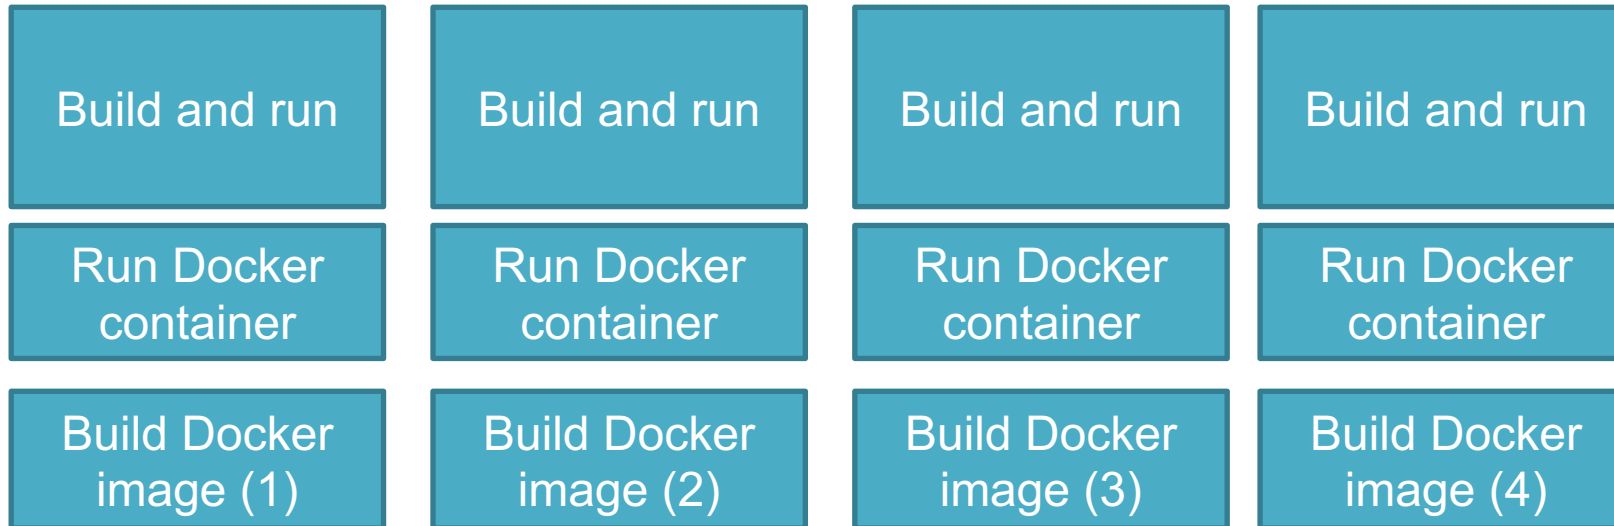 Build and run
Build and run
Build and run
Build and run
Run Docker
container
Run Docker
container
Run Docker
container
Run Docker
container
Build Docker
image (1)
Build Docker
image (2)
Build Docker
image (3)
Build Docker
image (4)